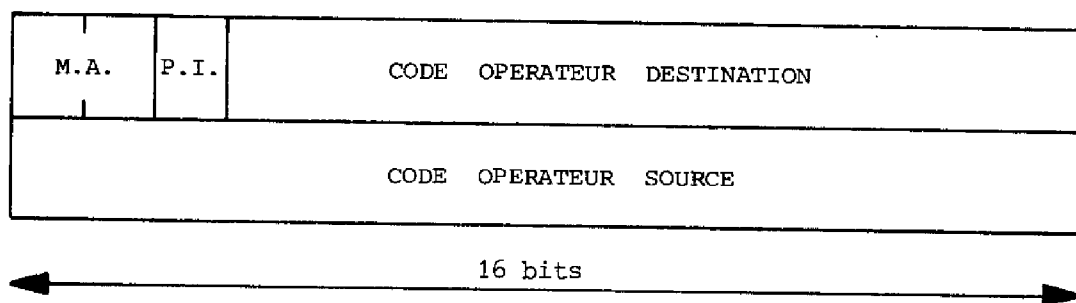 M.A. P.I. CODE OPERATEUR DESTINATION
CODE OPERATEUR SOURCE
16 bits